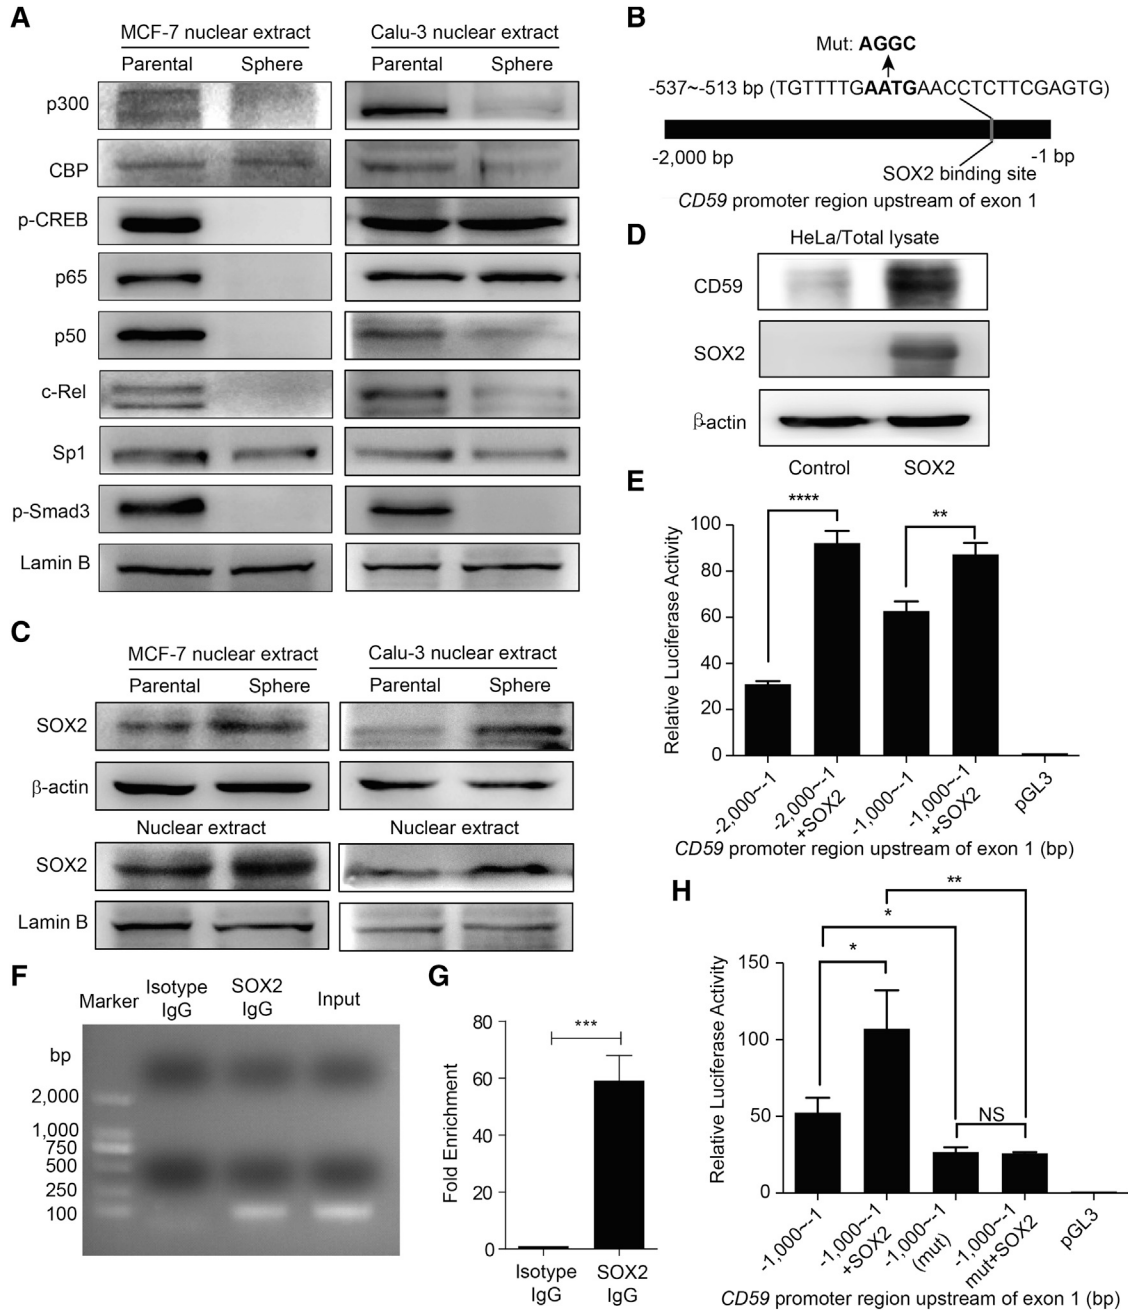 A
MCF-7 nuclear extract
Calu-3 nuclear extract
Parental
Sphere
Parental
Sphere
p300
CBP
p-CREB
p65
p50
c-Rel
Sp1
p-Smad3
Lamin B
B
Mut: AGGC
-537~-513 bp (TGTTTTGAATGAACCTCTTCGAGTG)
-2,000 bp
-1 bp
SOX2 binding site
CD59 promoter region upstream of exon 1
C
MCF-7 nuclear extract
Calu-3 nuclear extract
Parental
Sphere
Parental
Sphere
SOX2
β-actin
Nuclear extract
Nuclear extract
SOX2
Lamin B
D
HeLa/Total lysate
CD59
SOX2
β-actin
Control
SOX2
E
****
**
Relative Luciferase Activity
100
80
60
40
20
0
-2,000~-1
-2,000~-1
+SOX2
-1,000~-1
-1,000~-1
+SOX2
pGL3
CD59 promoter region upstream of exon 1 (bp)
F
Marker
Isotype
IgG
SOX2
IgG
Input
bp
2,000
1,000
750
500
250
100
G
***
Fold Enrichment
80
60
40
20
0
Isotype
IgG
SOX2
IgG
H
**
*
*
NS
Relative Luciferase Activity
150
100
50
0
-1,000~-1
-1,000~-1
+SOX2
-1,000~-1
(mut)
-1,000~-1
mut+SOX2
pGL3
CD59 promoter region upstream of exon 1 (bp)